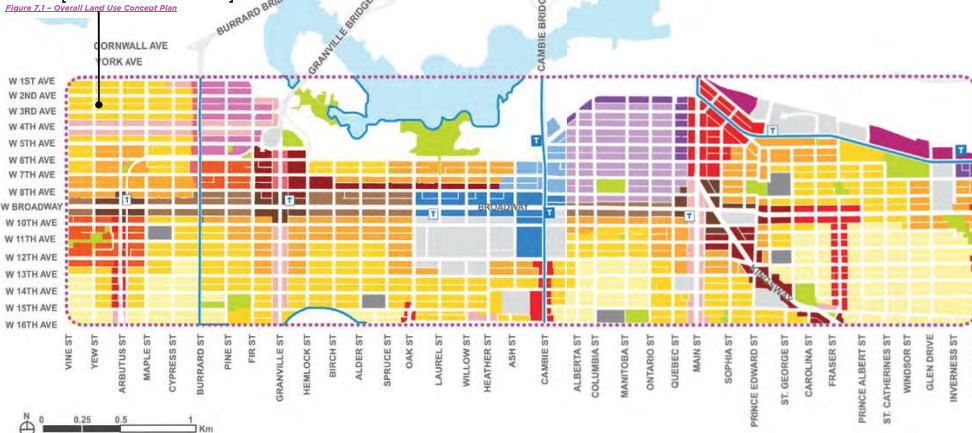 Figure 7.1 – Overall Land Use Concept Plan
CORNWALL AVE
YORK AVE
BURRARD BRI
GRANVILLE BRIDGE
CAMBIE BRIDG
W 1ST AVE
W 2ND AVE
W 3RD AVE
W 4TH AVE
W 5TH AVE
W 6TH AVE
W 7TH AVE
W 8TH AVE
W BROADWAY
W 10TH AVE
W 11TH AVE
W 12TH AVE
W 13TH AVE
W 14TH AVE
W 15TH AVE
W 16TH AVE
T
T
T
T
T
T
T
T
BROADWAY
KINGSWAY
VINE ST
YEW ST
ARBUTUS ST
MAPLE ST
CYPRESS ST
BURRARD ST
PINE ST
FIR ST
GRANVILLE ST
HEMLOCK ST
BIRCH ST
ALDER ST
SPRUCE ST
OAK ST
LAUREL ST
WILLOW ST
HEATHER ST
ASH ST
CAMBIE ST
ALBERTA ST
COLUMBIA ST
MANITOBA ST
ONTARIO ST
QUEBEC ST
MAIN ST
SOPHIA ST
PRINCE EDWARD ST
ST. GEORGE ST
CAROLINA ST
FRASER ST
PRINCE ALBERT ST
ST. CATHERINES ST
WINDSOR ST
GLEN DRIVE
INVERNESS ST
N
0 0.25 0.5 1
Km